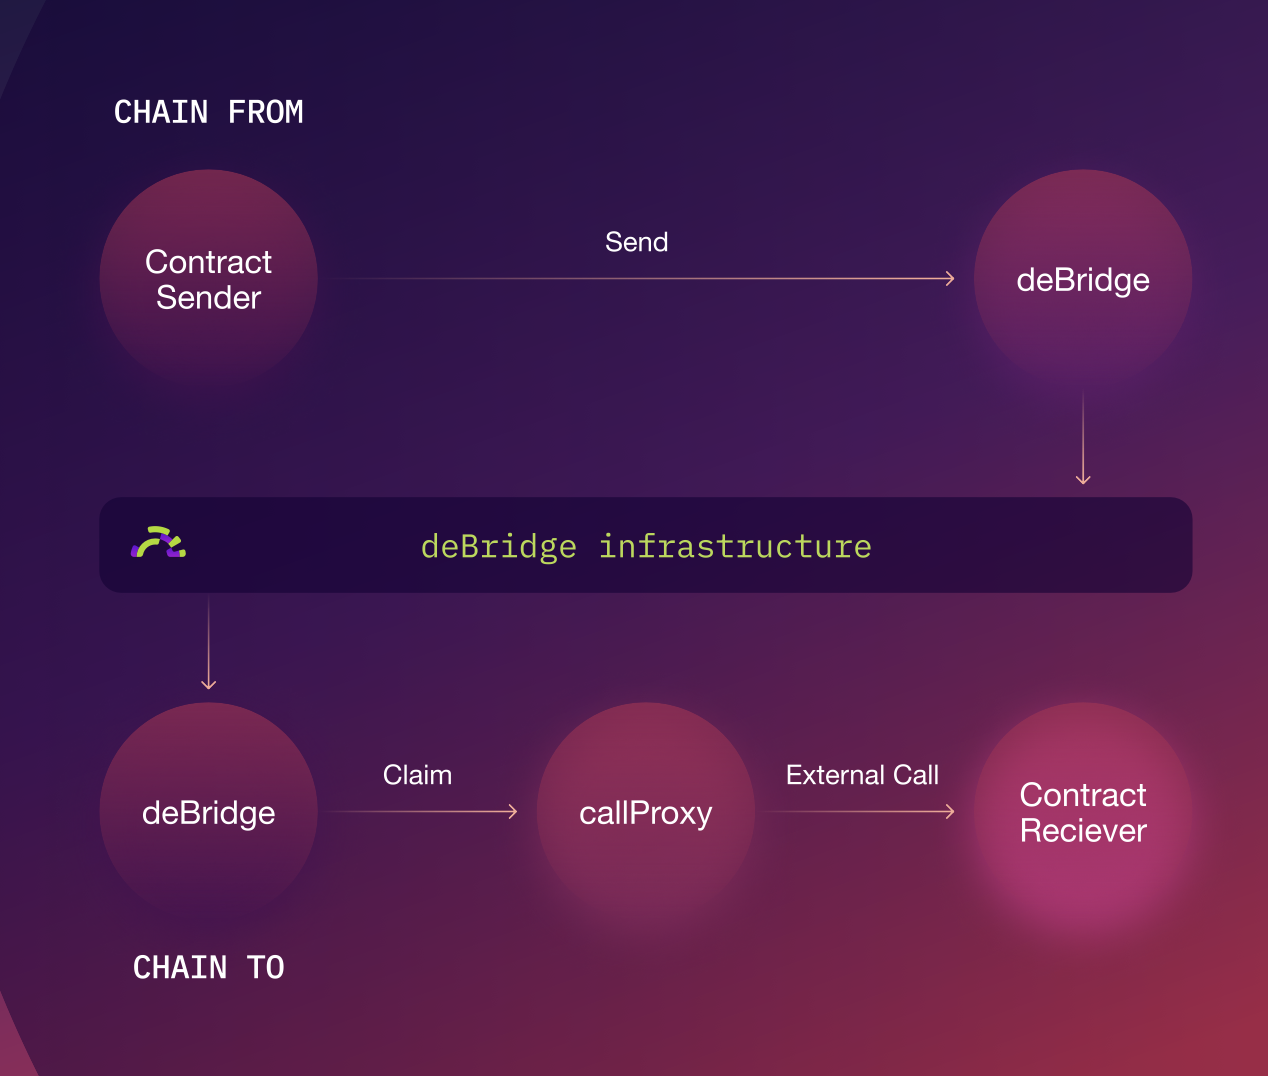 CHAIN FROM
Contract
Sender
Send
deBridge
deBridge infrastructure
deBridge
Claim
callProxy
External Call
Contract
Reciever
CHAIN TO